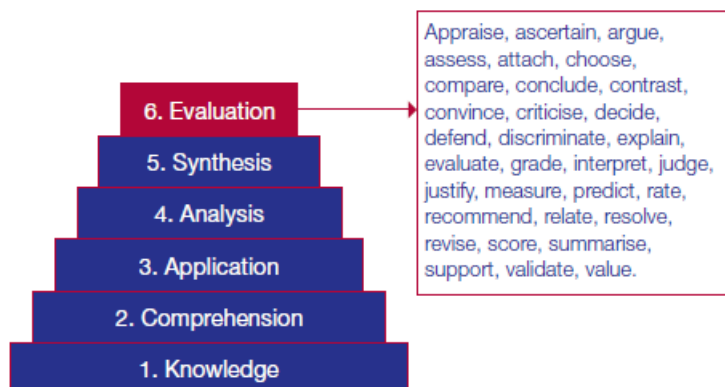 Appraise, ascertain, argue,
assess, attach, choose,
compare, conclude, contrast,
convince, criticise, decide,
defend, discriminate, explain,
evaluate, grade, interpret, judge,
justify, measure, predict, rate,
recommend, relate, resolve,
revise, score, summarise,
support, validate, value.
6. Evaluation
5. Synthesis
4. Analysis
3. Application
2. Comprehension
1. Knowledge